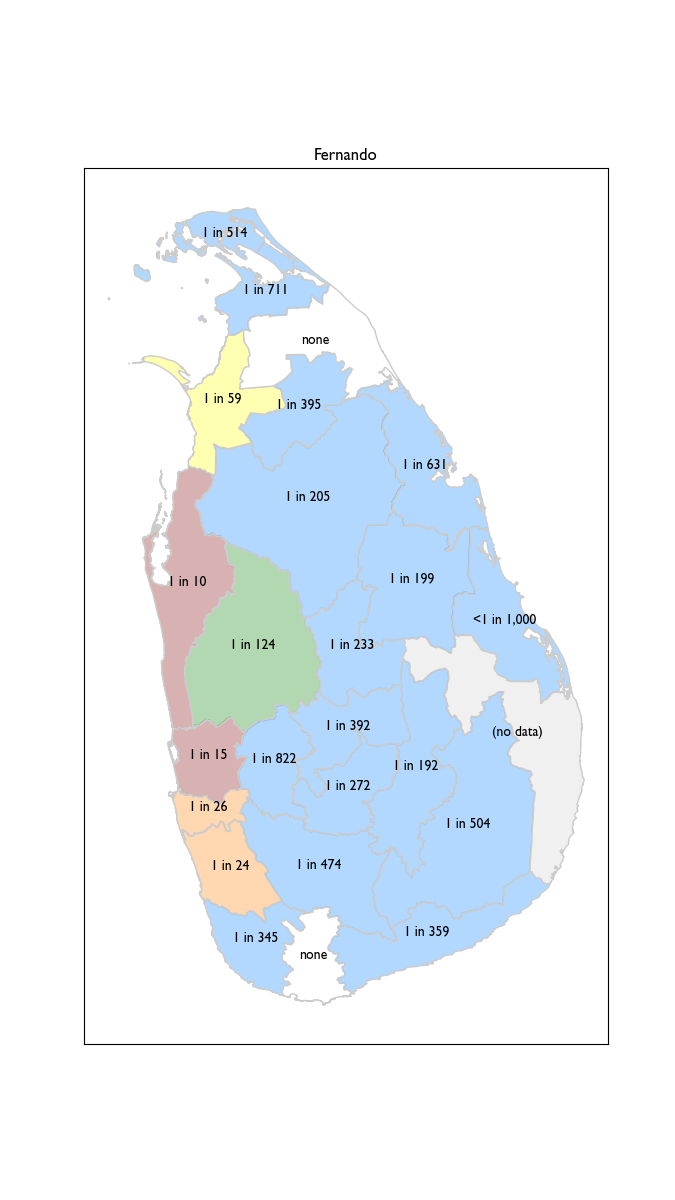 Fernando
1 in 514
1 in 711
none
1 in 59
1 in 395
1 in 631
1 in 205
1 in 10
1 in 199
<1 in 1,000
1 in 124
1 in 233
1 in 392
(no data)
1 in 15
1 in 822
1 in 192
1 in 272
1 in 26
1 in 504
1 in 24
1 in 474
1 in 359
1 in 345
none